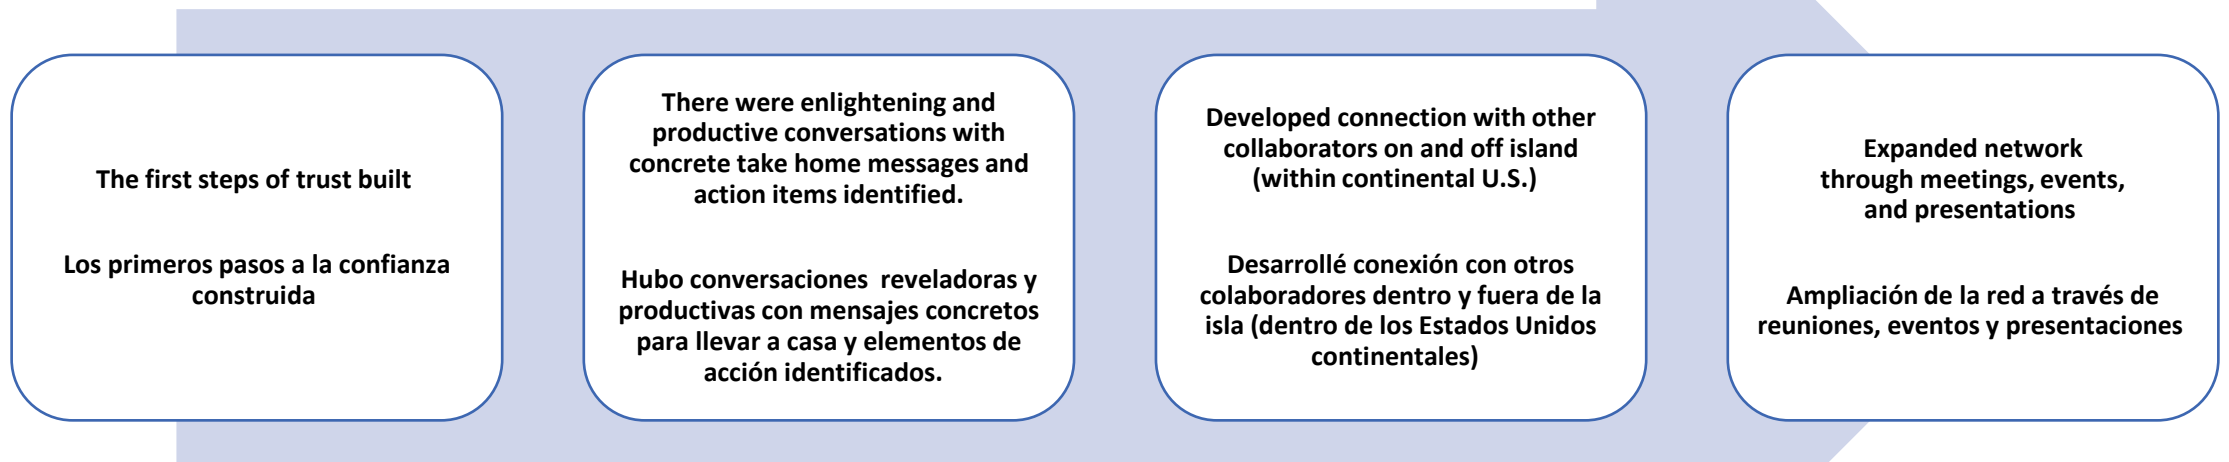 The first steps of trust built
Los primeros pasos a la confianza
construida
There were enlightening and
productive conversations with
concrete take home messages and
action items identified.
Hubo conversaciones  reveladoras y
productivas con mensajes concretos
para llevar a casa y elementos de
acción identificados.
Developed connection with other
collaborators on and off island
(within continental U.S.)
Desarrollé conexión con otros
colaboradores dentro y fuera de la
isla (dentro de los Estados Unidos
continentales)
Expanded network
through meetings, events,
and presentations
Ampliación de la red a través de
reuniones, eventos y presentaciones